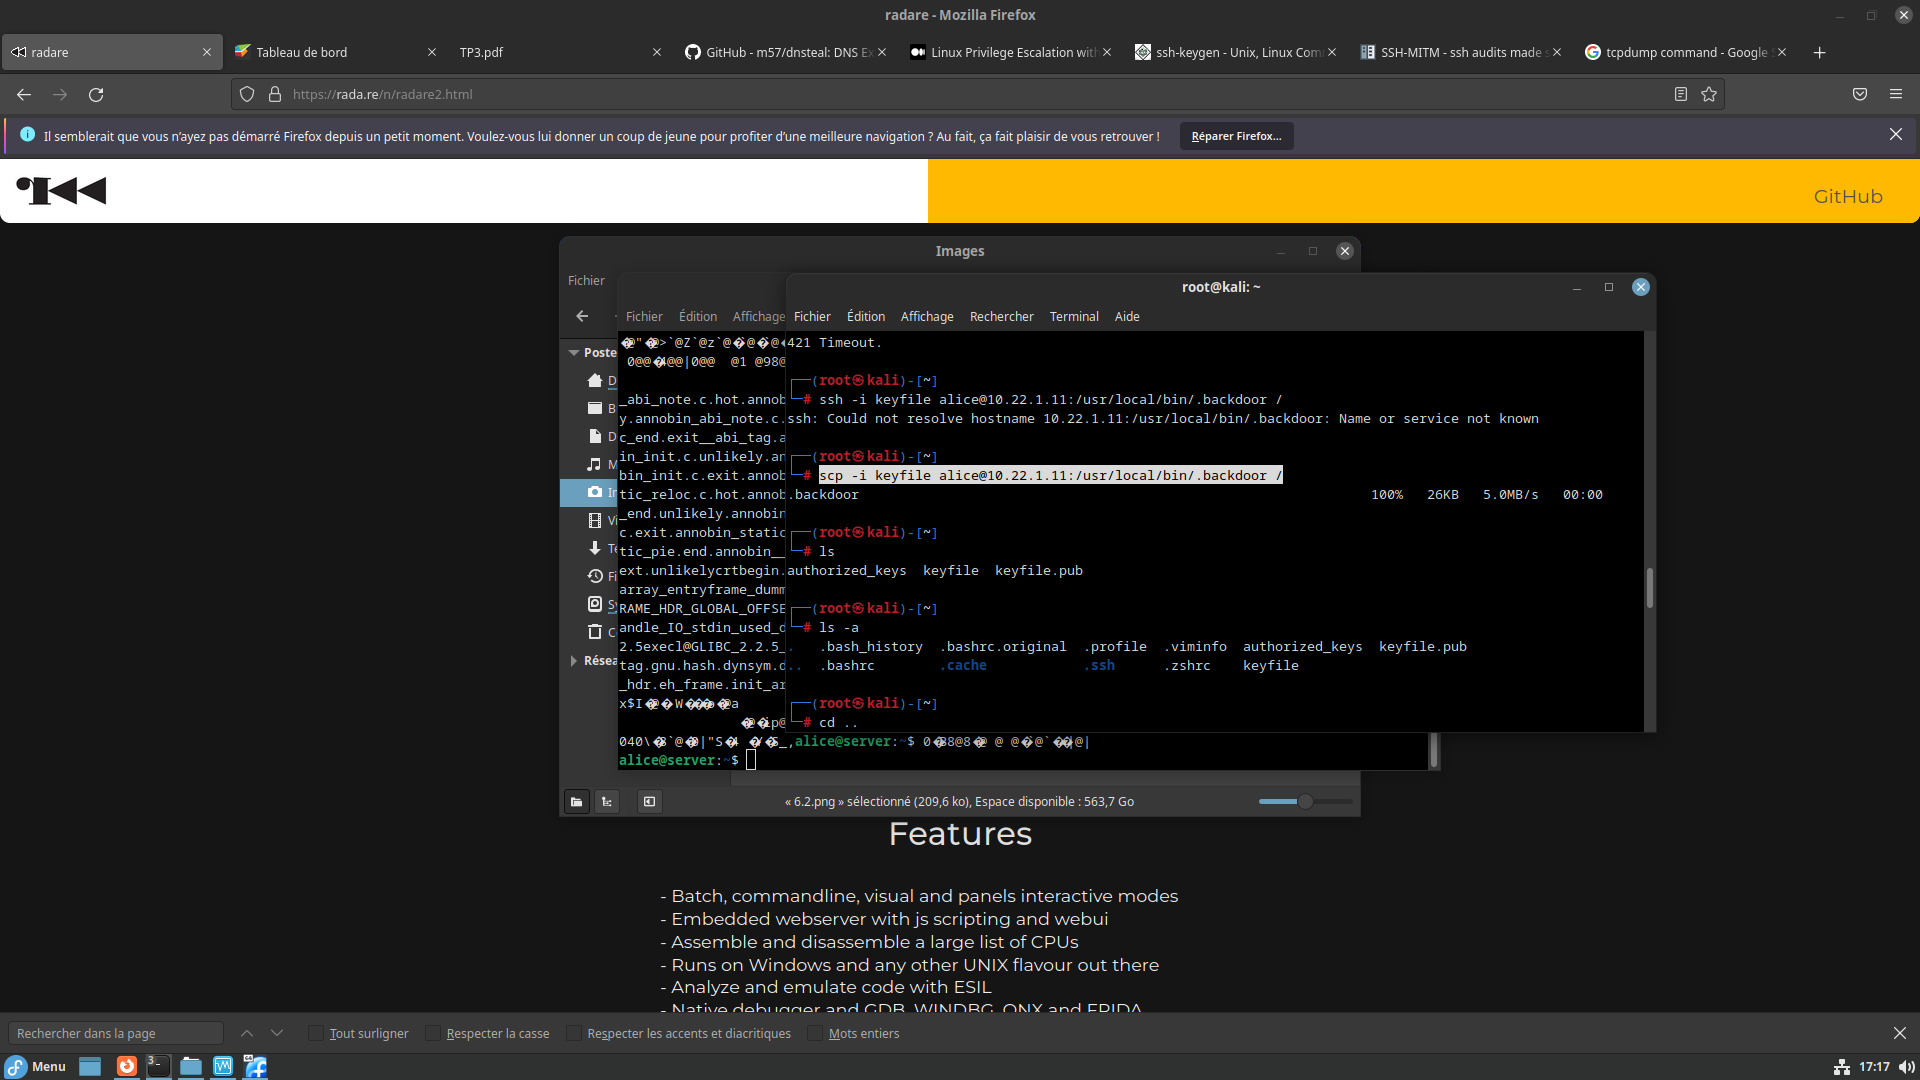 radare - Mozilla Firefox
radare
Tableau de bord
TP3.pdf
GitHub - m57/dnsteal: DNS Ex
Linux Privilege Escalation with
ssh-keygen - Unix, Linux Com
SSH-MITM - ssh audits made s
tcpdump command - Google S
https://rada.re/n/radare2.html
Il semblerait que vous n’ayez pas démarré Firefox depuis un petit moment. Voulez-vous lui donner un coup de jeune pour profiter d’une meilleure navigation ? Au fait, ça fait plaisir de vous retrouver !
Réparer Firefox…
GitHub
Images
Fichier
root@kali: ~
Fichier Édition Affichage
Fichier Édition Affichage Rechercher Terminal Aide
Poste
Résea
_abi_note.c.hot.annob
y.annobin_abi_note.c.
c_end.exit__abi_tag.a
in_init.c.unlikely.an
bin_init.c.exit.annob
tic_reloc.c.hot.annob
_end.unlikely.annobin
c.exit.annobin_static
tic_pie.end.annobin__
ext.unlikelycrtbegin.
array_entryframe_dumm
RAME_HDR_GLOBAL_OFFSE
andle_IO_stdin_used_d
2.5execl@GLIBC_2.2.5_
tag.gnu.hash.dynsym.d
_hdr.eh_frame.init_ar
alice@server:~$
alice@server:~$
421 Timeout.
(root㉿kali)-[~]
# ssh -i keyfile alice@10.22.1.11:/usr/local/bin/.backdoor /
ssh: Could not resolve hostname 10.22.1.11:/usr/local/bin/.backdoor: Name or service not known
(root㉿kali)-[~]
# scp -i keyfile alice@10.22.1.11:/usr/local/bin/.backdoor /
.backdoor 100% 26KB 5.0MB/s 00:00
(root㉿kali)-[~]
# ls
authorized_keys keyfile keyfile.pub
(root㉿kali)-[~]
# ls -a
. .bash_history .bashrc.original .profile .viminfo authorized_keys keyfile.pub
.. .bashrc .cache .ssh .zshrc keyfile
(root㉿kali)-[~]
# cd ..
« 6.2.png » sélectionné (209,6 ko), Espace disponible : 563,7 Go
Features
- Batch, commandline, visual and panels interactive modes
- Embedded webserver with js scripting and webui
- Assemble and disassemble a large list of CPUs
- Runs on Windows and any other UNIX flavour out there
- Analyze and emulate code with ESIL
- Native debugger and GDB, WINDBG, QNX and FRIDA
Rechercher dans la page
Tout surligner
Respecter la casse
Respecter les accents et diacritiques
Mots entiers
Menu
3
17:17